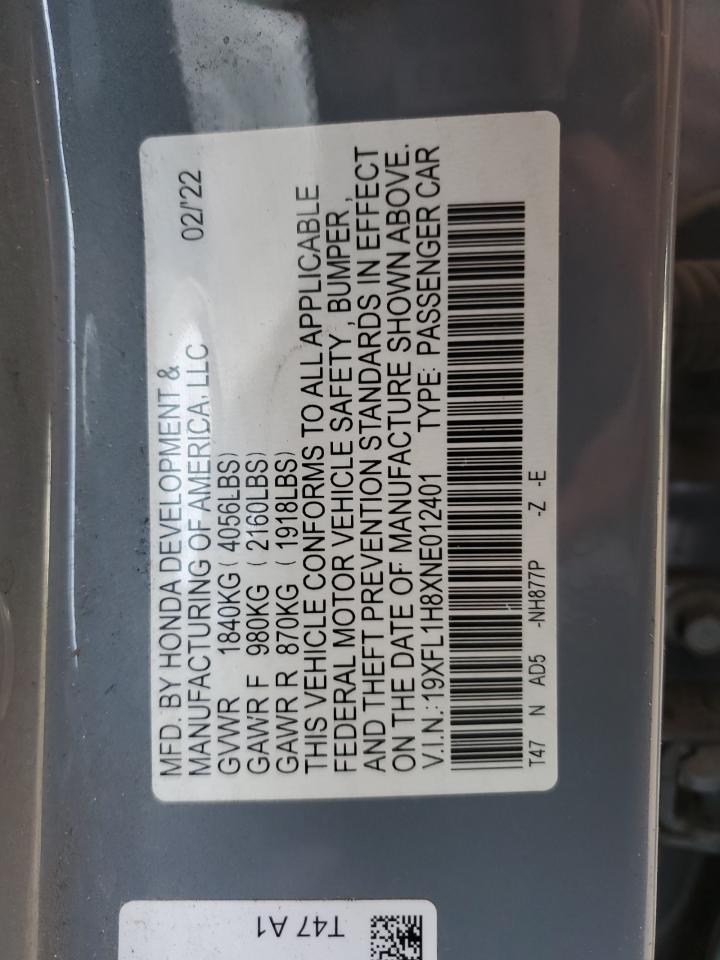 MFD. BY HONDA DEVELOPMENT & 02/'22
MANUFACTURING OF AMERICA, LLC
GVWR 1840KG ( 4056LBS)
GAWR F 980KG ( 2160LBS)
GAWR R 870KG ( 1918LBS)
THIS VEHICLE CONFORMS TO ALL APPLICABLE
FEDERAL MOTOR VEHICLE SAFETY , BUMPER ,
AND THEFT PREVENTION STANDARDS IN EFFECT
ON THE DATE OF MANUFACTURE SHOWN ABOVE.
V.I.N.:19XFL1H8XNE012401 TYPE: PASSENGER CAR
T47 N AD5 -NH877P -Z -E
T47 A1